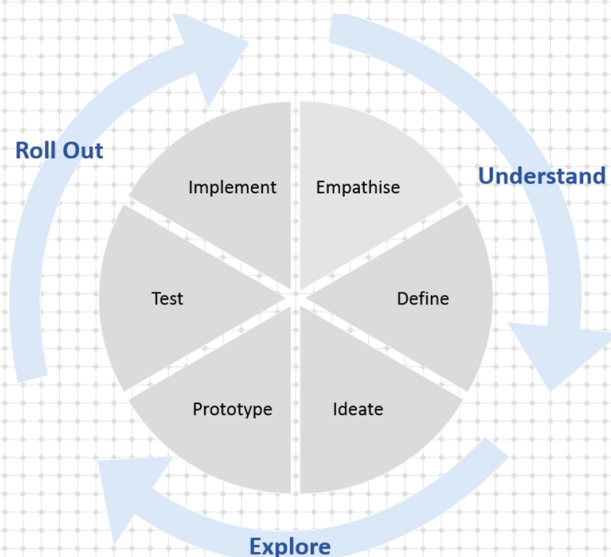 Roll Out
Understand
Implement
Empathise
Test
Define
Prototype
Ideate
Explore